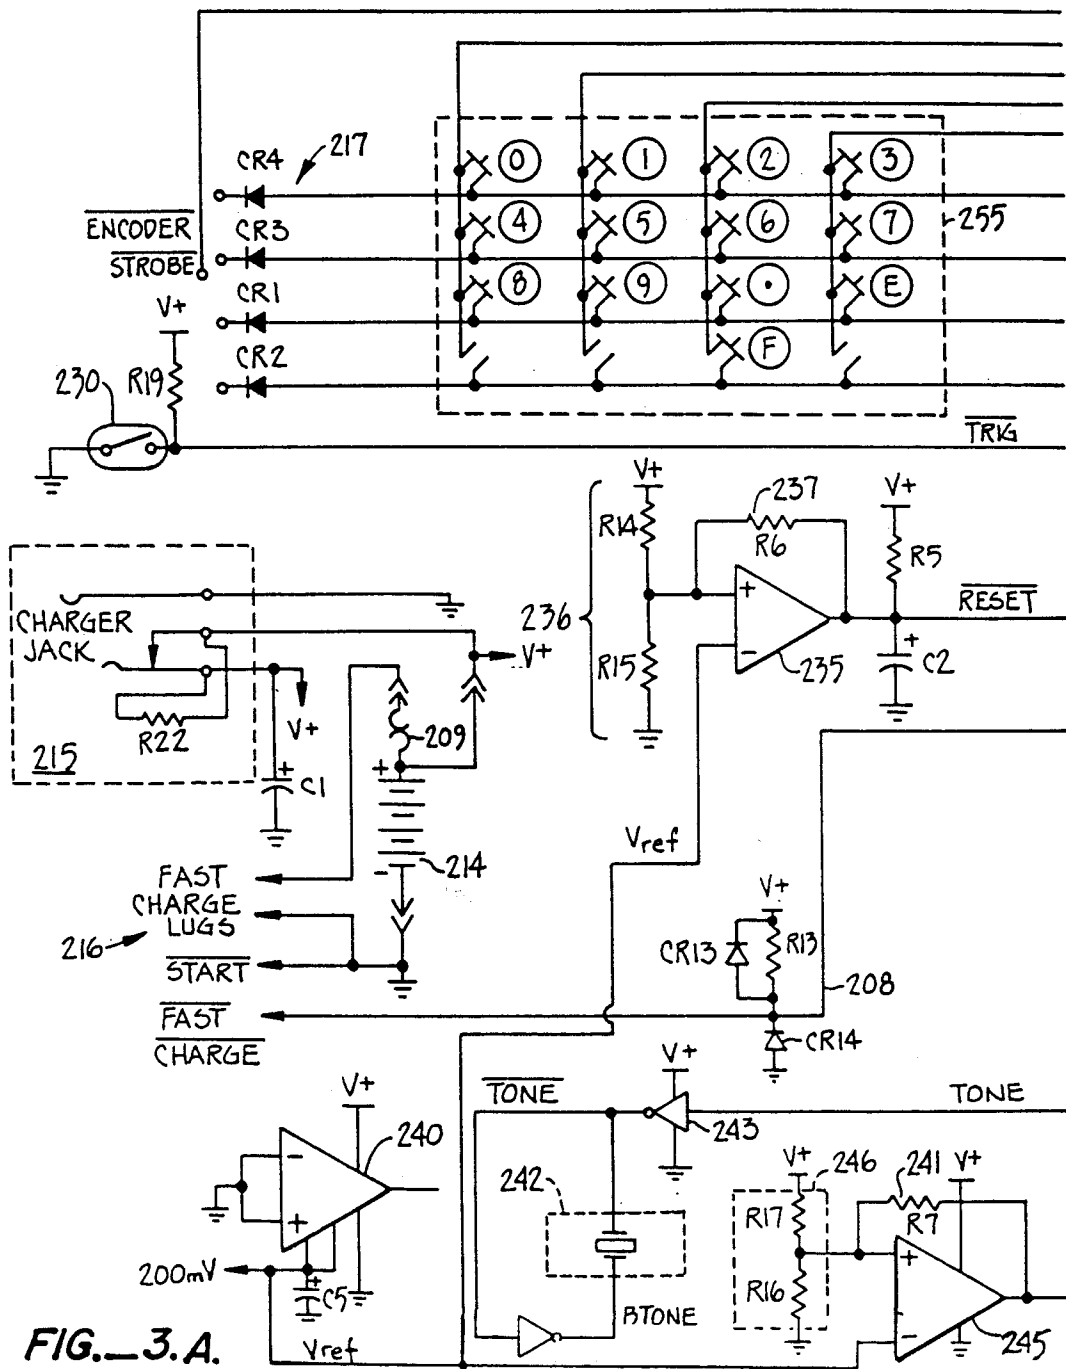 CR4
217
0
1
2
3
ENCODER
STROBE
CR3
4
5
6
7
255
V+
CR1
8
9
•
E
CR2
F
230
R19
TRIG
V+
237
V+
R14
R6
R5
CHARGER
JACK
236
+
-
RESET
R15
235
+
C2
V+
V+
R22
209
215
+
C1
+
Vref
-
214
FAST
CHARGE
LUGS
216
V+
CR13
R13
START
208
FAST
CHARGE
CR14
V+
TONE
TONE
V+
240
243
-
+
242
V+
246
241
V+
R17
R7
200mV
+
C5
R16
+
-
BTONE
245
FIG._3.A.
Vref